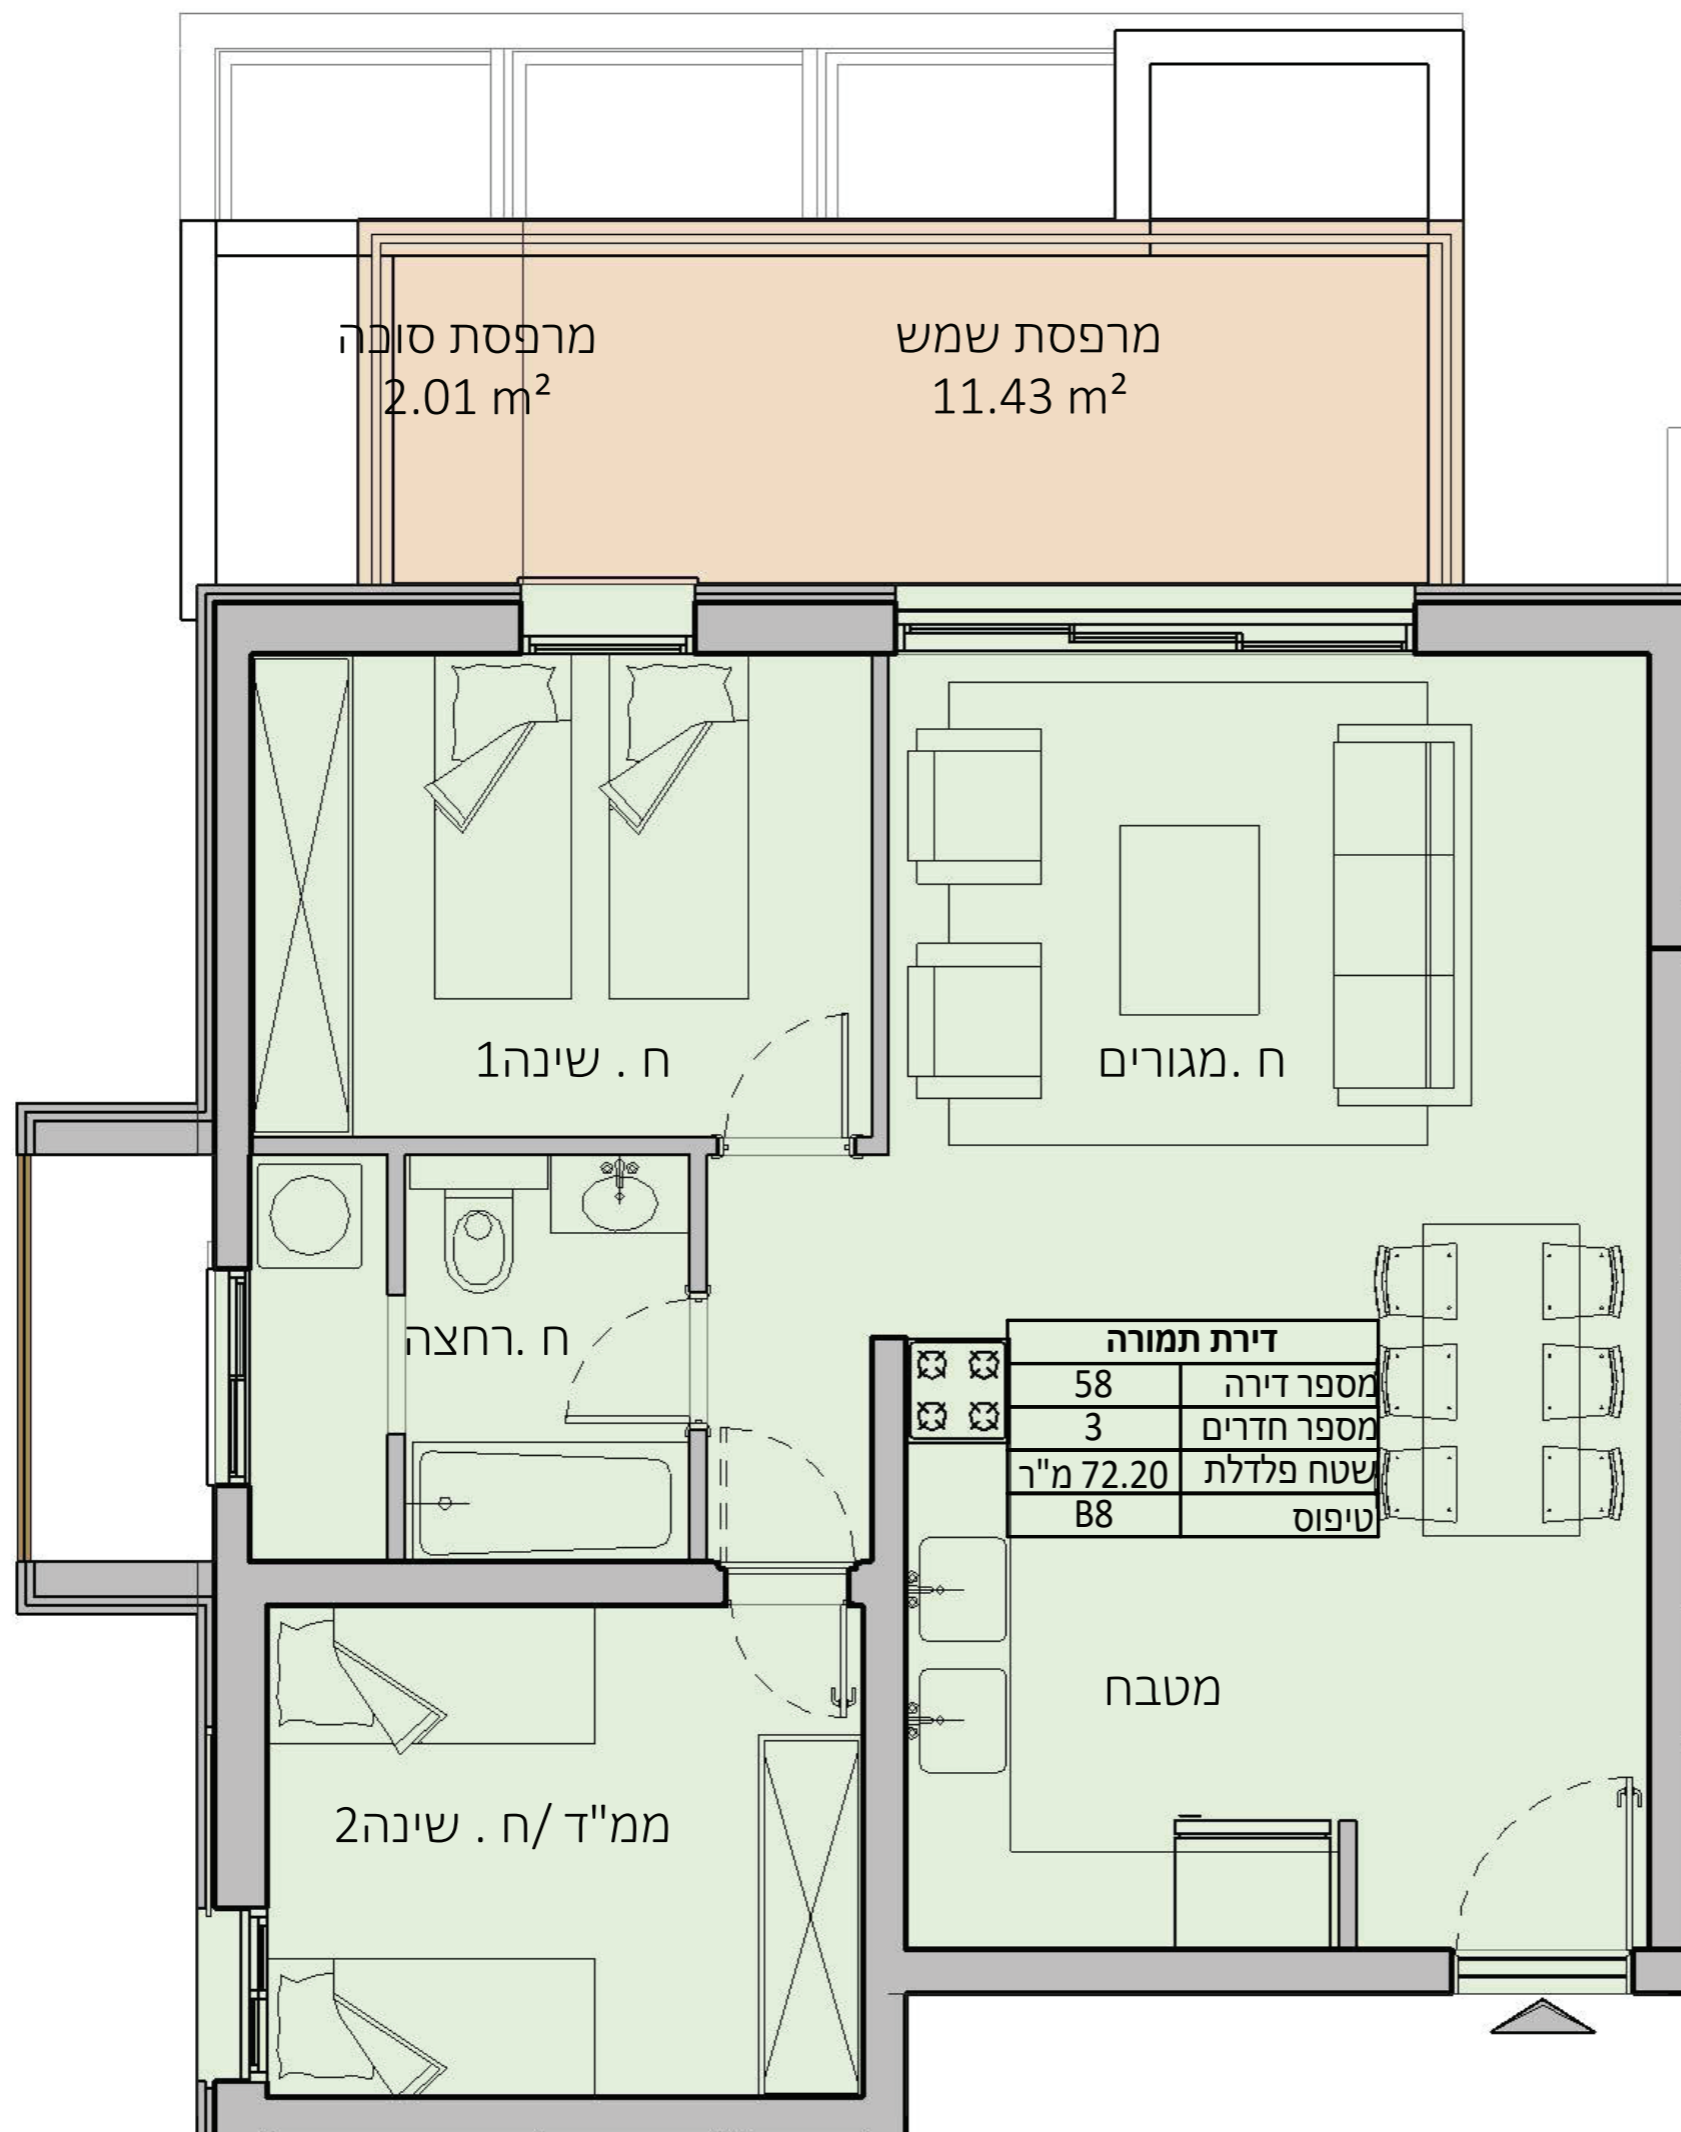 מרפסת שמש
11.43 m²
מרפסת סוכה
2.01 m²
ח . שינה1
ח .מגורים
ח .רחצה
דירת תמורה
מספר דירה 58
מספר חדרים 3
שטח פלדלת 72.20 מ"ר
טיפוס B8
מטבח
ממ"ד /ח . שינה2